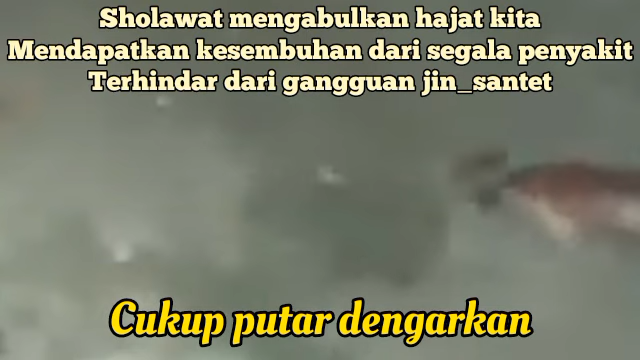 Sholawat mengabulkan hajat kita
Mendapatkan kesembuhan dari segala penyakit
Terhindar dari gangguan jin_santet
Cukup putar dengarkan